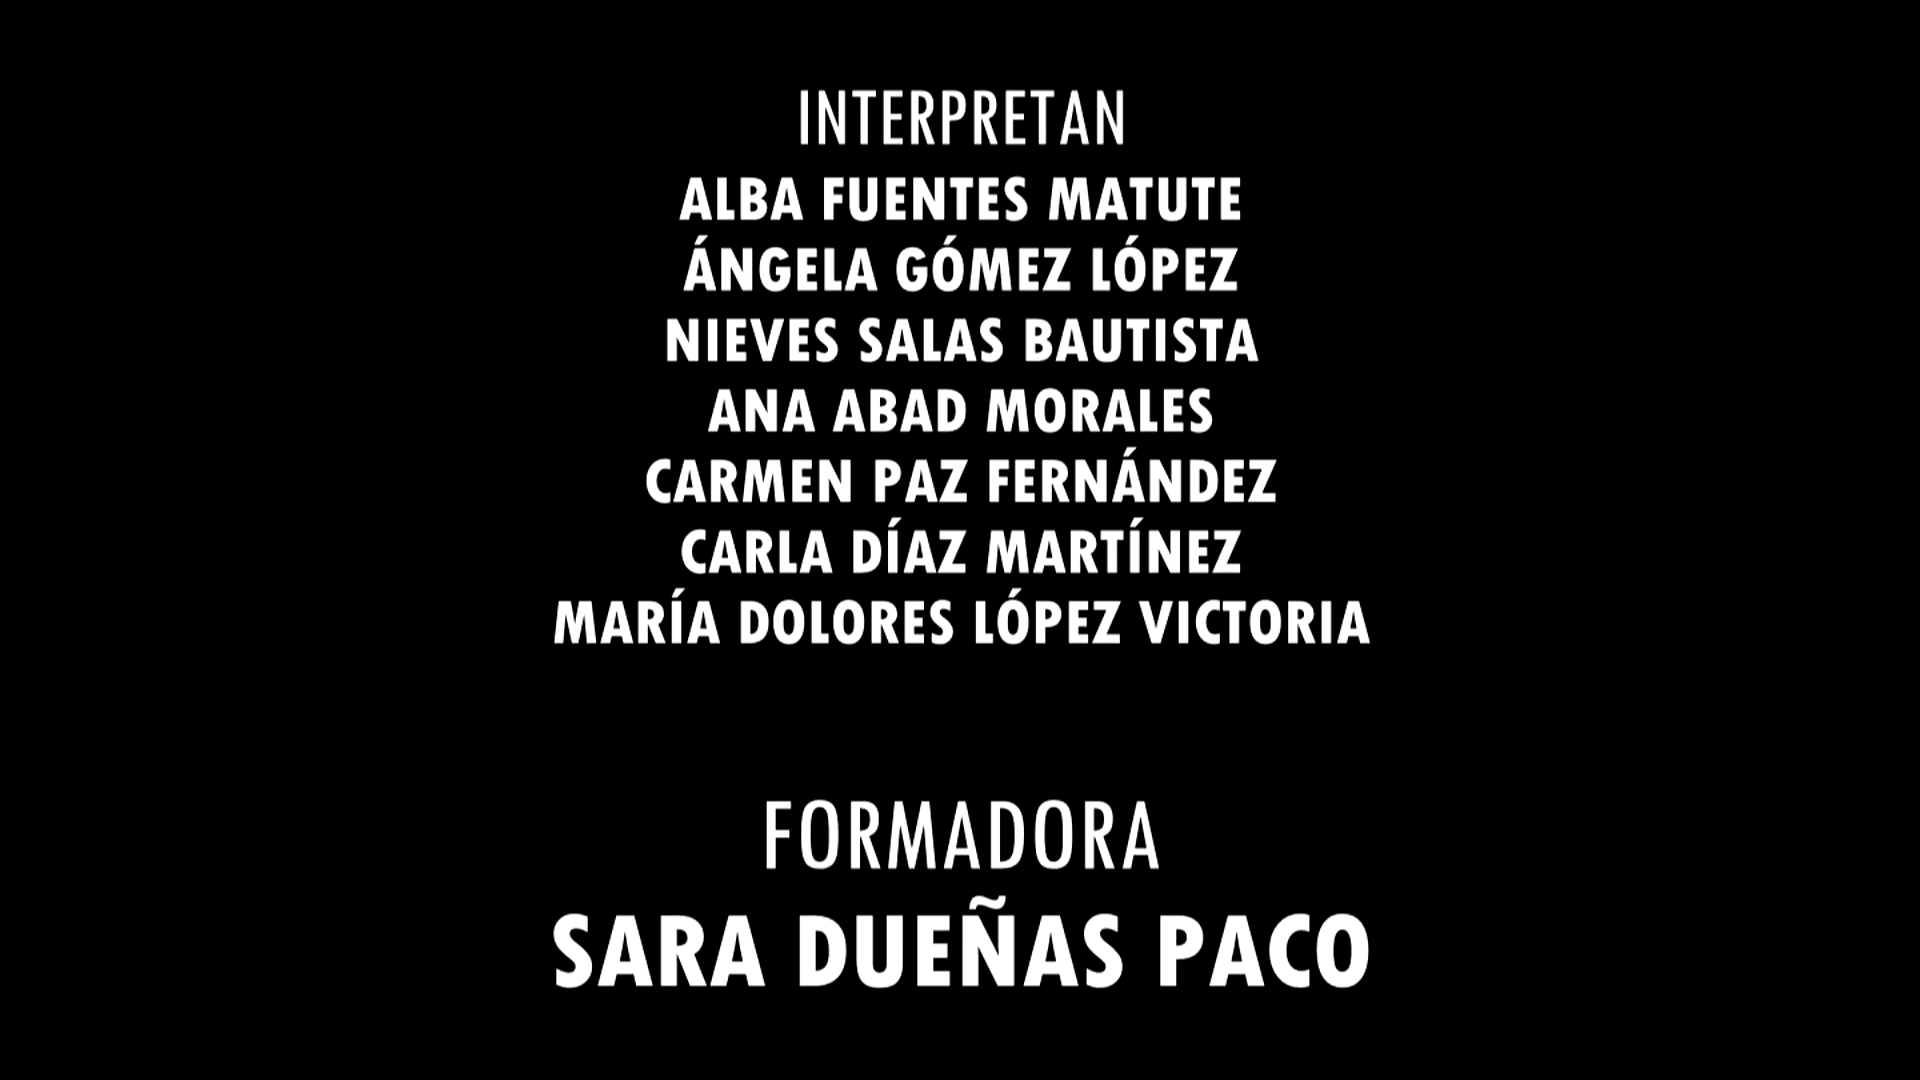 INTERPRETAN
ALBA FUENTES MATUTE
ÁNGELA GÓMEZ LÓPEZ
NIEVES SALAS BAUTISTA
ANA ABAD MORALES
CARMEN PAZ FERNÁNDEZ
CARLA DÍAZ MARTÍNEZ
MARÍA DOLORES LÓPEZ VICTORIA
FORMADORA
SARA DUEÑAS PACO